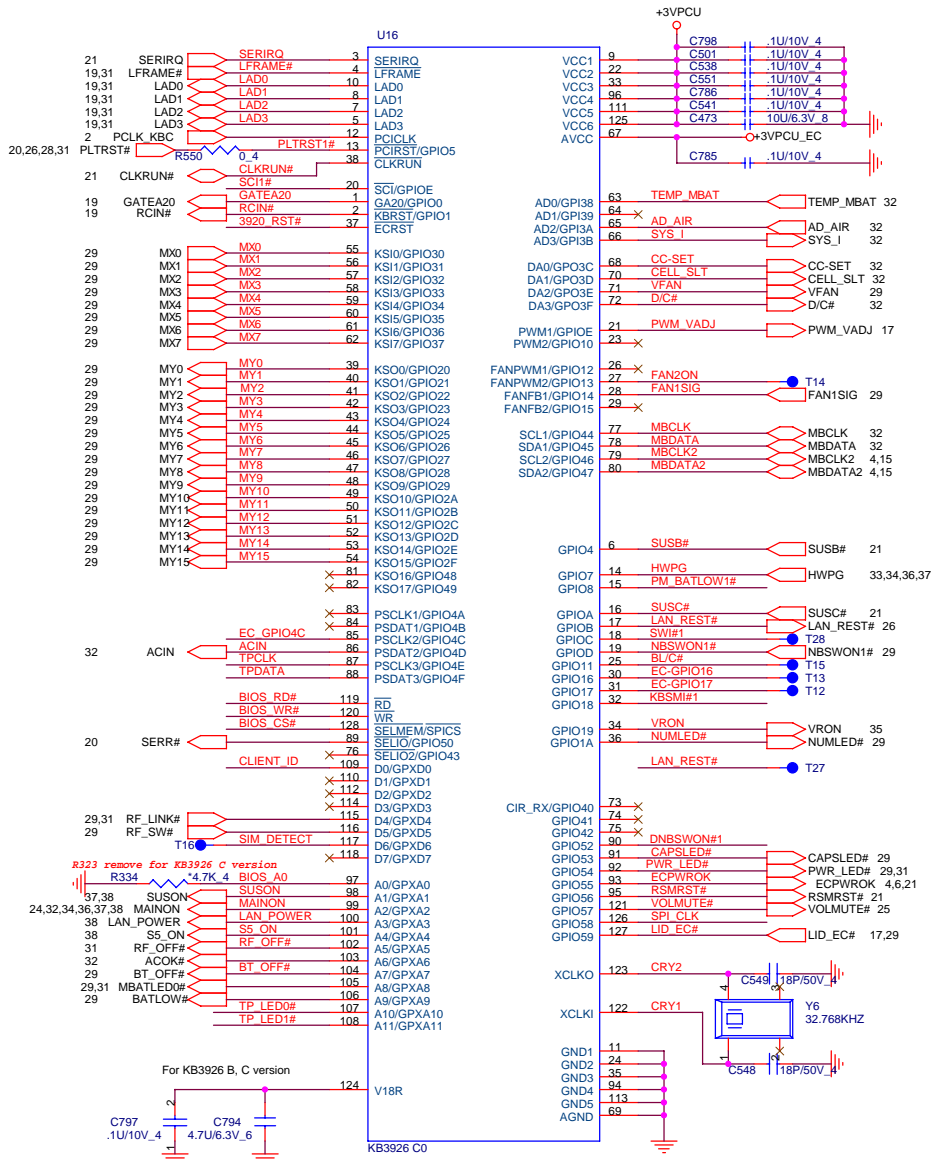 +3VPCU
U16
21 SERIRQ SERIRQ 3 SERIRQ
19,31 LFRAME# LFRAME# 4 LFRAME
19,31 LAD0 LAD0 10 LAD0
19,31 LAD1 LAD1 8 LAD1
19,31 LAD2 LAD2 7 LAD2
19,31 LAD3 LAD3 5 LAD3
2 PCLK_KBC 12 PCICLK
20,26,28,31 PLTRST# R550 0_4 PLTRST1# 13 PCIRST/GPIO5
21 CLKRUN# CLKRUN# 38 CLKRUN
SCI1# 20 SCI/GPIOE
19 GATEA20 GATEA20 1 GA20/GPIO0
19 RCIN# RCIN# 2 KBRST/GPIO1
3920_RST# 37 ECRST
29 MX0 MX0 55 KSI0/GPIO30
29 MX1 MX1 56 KSI1/GPIO31
29 MX2 MX2 57 KSI2/GPIO32
29 MX3 MX3 58 KSI3/GPIO33
29 MX4 MX4 59 KSI4/GPIO34
29 MX5 MX5 60 KSI5/GPIO35
29 MX6 MX6 61 KSI6/GPIO36
29 MX7 MX7 62 KSI7/GPIO37
29 MY0 MY0 39 KSO0/GPIO20
29 MY1 MY1 40 KSO1/GPIO21
29 MY2 MY2 41 KSO2/GPIO22
29 MY3 MY3 42 KSO3/GPIO23
29 MY4 MY4 43 KSO4/GPIO24
29 MY5 MY5 44 KSO5/GPIO25
29 MY6 MY6 45 KSO6/GPIO26
29 MY7 MY7 46 KSO7/GPIO27
29 MY8 MY8 47 KSO8/GPIO28
29 MY9 MY9 48 KSO9/GPIO29
29 MY10 MY10 49 KSO10/GPIO2A
29 MY11 MY11 50 KSO11/GPIO2B
29 MY12 MY12 51 KSO12/GPIO2C
29 MY13 MY13 52 KSO13/GPIO2D
29 MY14 MY14 53 KSO14/GPIO2E
29 MY15 MY15 54 KSO15/GPIO2F
81 KSO16/GPIO48
82 KSO17/GPIO49
83 PSCLK1/GPIO4A
84 PSDAT1/GPIO4B
EC_GPIO4C 85 PSCLK2/GPIO4C
32 ACIN ACIN 86 PSDAT2/GPIO4D
TPCLK 87 PSCLK3/GPIO4E
TPDATA 88 PSDAT3/GPIO4F
BIOS_RD# 119 RD
BIOS_WR# 120 WR
BIOS_CS# 128 SELMEM/SPICS
20 SERR# 89 SELIO/GPIO50
76 SELIO2/GPIO43
CLIENT_ID 109 D0/GPXD0
110 D1/GPXD1
112 D2/GPXD2
114 D3/GPXD3
29,31 RF_LINK# 115 D4/GPXD4
29 RF_SW# 116 D5/GPXD5
T16 SIM_DETECT 117 D6/GPXD6
118 D7/GPXD7
R323 remove for KB3926 C version
R334 *4.7K_4 BIOS_A0 97 A0/GPXA0
37,38 SUSON SUSON 98 A1/GPXA1
24,32,34,36,37,38 MAINON MAINON 99 A2/GPXA2
38 LAN_POWER LAN_POWER 100 A3/GPXA3
38 S5_ON S5_ON 101 A4/GPXA4
31 RF_OFF# RF_OFF# 102 A5/GPXA5
32 ACOK# 103 A6/GPXA6
29 BT_OFF# BT_OFF# 104 A7/GPXA7
29,31 MBATLED0# 105 A8/GPXA8
29 BATLOW# 106 A9/GPXA9
TP_LED0# 107 A10/GPXA10
TP_LED1# 108 A11/GPXA11
For KB3926 B, C version
124 V18R
C797 .1U/10V_4 2 1
C794 4.7U/6.3V_6
KB3926 C0
VCC1 9 C798 .1U/10V_4
VCC2 22 C501 .1U/10V_4
VCC3 33 C538 .1U/10V_4
VCC4 96 C551 .1U/10V_4
VCC5 111 C786 .1U/10V_4
VCC6 125 C541 .1U/10V_4
C473 10U/6.3V_8
AVCC 67 +3VPCU_EC
C785 .1U/10V_4
AD0/GPI38 63 TEMP_MBAT TEMP_MBAT 32
AD1/GPI39 64
AD2/GPI3A 65 AD_AIR AD_AIR 32
AD3/GPI3B 66 SYS_I SYS_I 32
DA0/GPO3C 68 CC-SET CC-SET 32
DA1/GPO3D 70 CELL_SLT CELL_SLT 32
DA2/GPO3E 71 VFAN VFAN 29
DA3/GPO3F 72 D/C# D/C# 32
PWM1/GPIOE 21 PWM_VADJ PWM_VADJ 17
PWM2/GPIO10 23
FANPWM1/GPIO12 26
FANPWM2/GPIO13 27 FAN2ON T14
FANFB1/GPIO14 28 FAN1SIG FAN1SIG 29
FANFB2/GPIO15 29
SCL1/GPIO44 77 MBCLK MBCLK 32
SDA1/GPIO45 78 MBDATA MBDATA 32
SCL2/GPIO46 79 MBCLK2 MBCLK2 4,15
SDA2/GPIO47 80 MBDATA2 MBDATA2 4,15
GPIO4 6 SUSB# SUSB# 21
GPIO7 14 HWPG HWPG 33,34,36,37
GPIO8 15 PM_BATLOW1#
GPIOA 16 SUSC# SUSC# 21
GPIOB 17 LAN_REST# LAN_REST# 26
GPIOC 18 SWI#1 T28
GPIOD 19 NBSWON1# NBSWON1# 29
GPIO11 25 BL/C# T15
GPIO16 30 EC-GPIO16 T13
GPIO17 31 EC-GPIO17 T12
GPIO18 32 KBSMI#1
GPIO19 34 VRON VRON 35
GPIO1A 36 NUMLED# NUMLED# 29
LAN_REST# T27
CIR_RX/GPIO40 73
GPIO41 74
GPIO42 75
GPIO52 90 DNBSWON#1
GPIO53 91 CAPSLED# CAPSLED# 29
GPIO54 92 PWR_LED# PWR_LED# 29,31
GPIO55 93 ECPWROK ECPWROK 4,6,21
GPIO56 95 RSMRST# RSMRST# 21
GPIO57 121 VOLMUTE# VOLMUTE# 25
GPIO58 126 SPI_CLK
GPIO59 127 LID_EC# LID_EC# 17,29
XCLKO 123 CRY2 C549 18P/50V_4
4 3
Y6
32.768KHZ
XCLKI 122 CRY1
1 2
C548 18P/50V_4
GND1 11
GND2 24
GND3 35
GND4 94
GND5 113
AGND 69